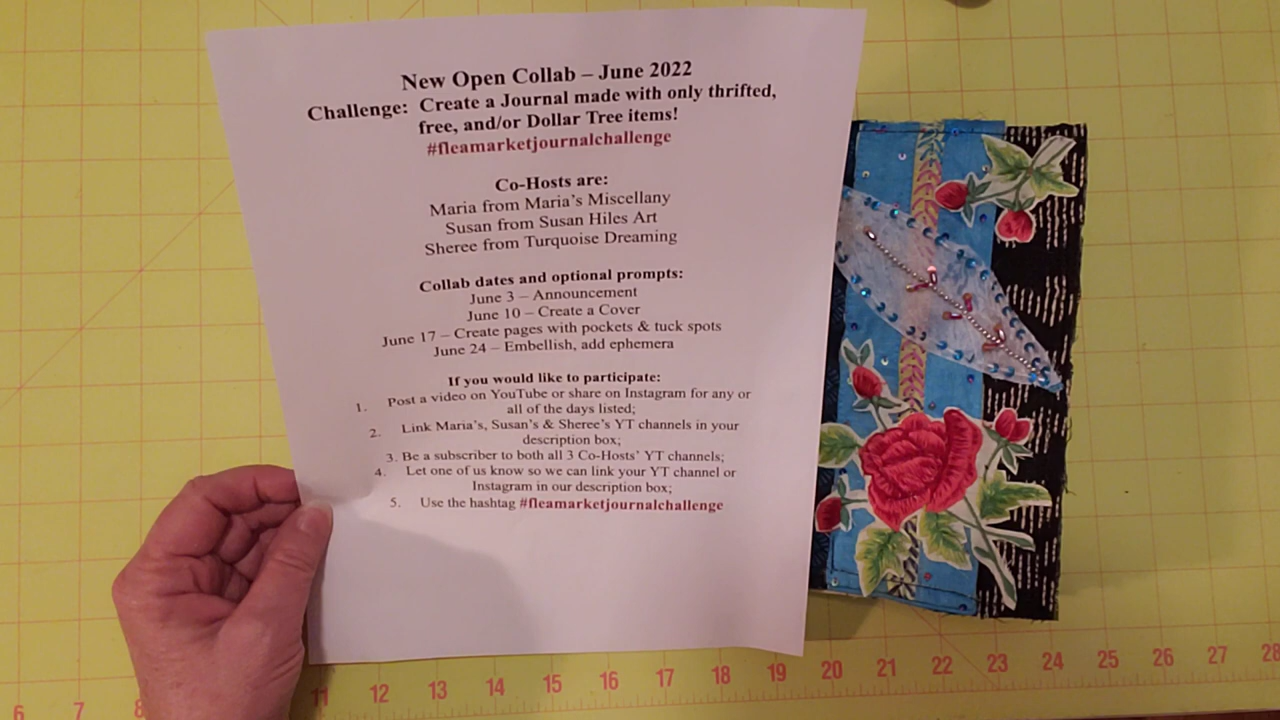 New Open Collab – June 2022
Challenge: Create a Journal made with only thrifted,
free, and/or Dollar Tree items!
#fleamarketjournalchallenge
Co-Hosts are:
Maria from Maria's Miscellany
Susan from Susan Hiles Art
Sheree from Turquoise Dreaming
Collab dates and optional prompts:
June 3 – Announcement
June 10 – Create a Cover
June 17 – Create pages with pockets & tuck spots
June 24 – Embellish, add ephemera
If you would like to participate:
1. Post a video on YouTube or share on Instagram for any or
all of the days listed;
2. Link Maria's, Susan's & Sheree's YT channels in your
description box;
3. Be a subscriber to both all 3 Co-Hosts' YT channels;
4. Let one of us know so we can link your YT channel or
Instagram in our description box;
5. Use the hashtag #fleamarketjournalchallenge
6 7 8 11 12 13 14 15 16 17 18 19 20 21 22 23 24 25 26 27 28